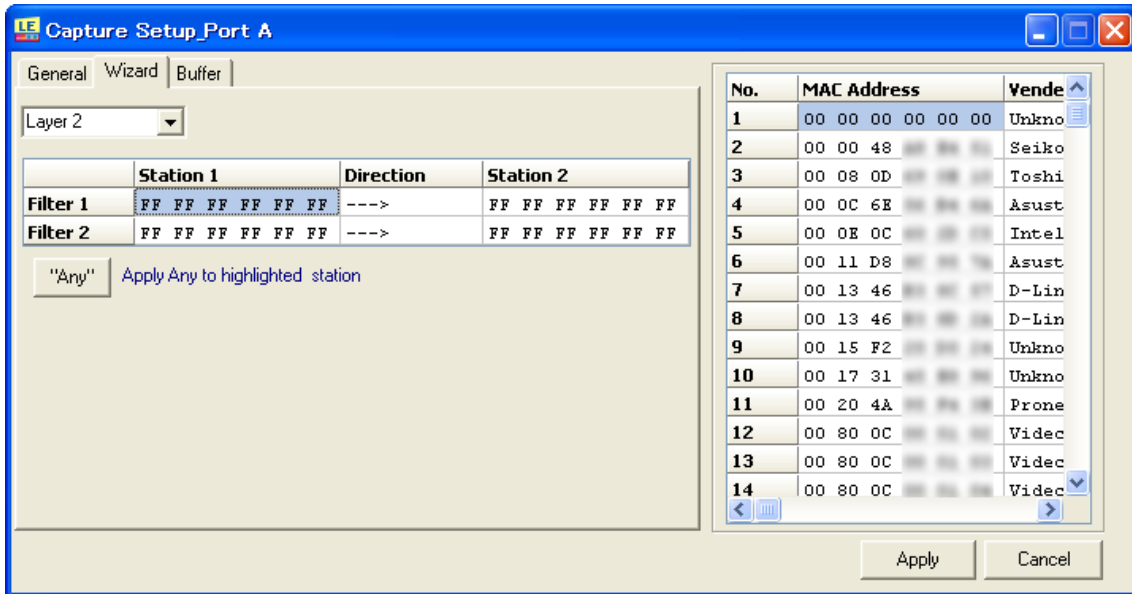 LE Capture Setup_Port A
General Wizard Buffer
Layer 2
Station 1 Direction Station 2
Filter 1 FF FF FF FF FF FF ---> FF FF FF FF FF FF
Filter 2 FF FF FF FF FF FF ---> FF FF FF FF FF FF
"Any" Apply Any to highlighted station
No. MAC Address Vende
1 00 00 00 00 00 00 Unkno
2 00 00 48 Seiko
3 00 08 0D Toshi
4 00 0C 6E Asust
5 00 0E 0C Intel
6 00 11 D8 Asust
7 00 13 46 D-Lin
8 00 13 46 D-Lin
9 00 15 F2 Unkno
10 00 17 31 Unkno
11 00 20 4A Prone
12 00 80 0C Videc
13 00 80 0C Videc
14 00 80 0C Videc
Apply Cancel